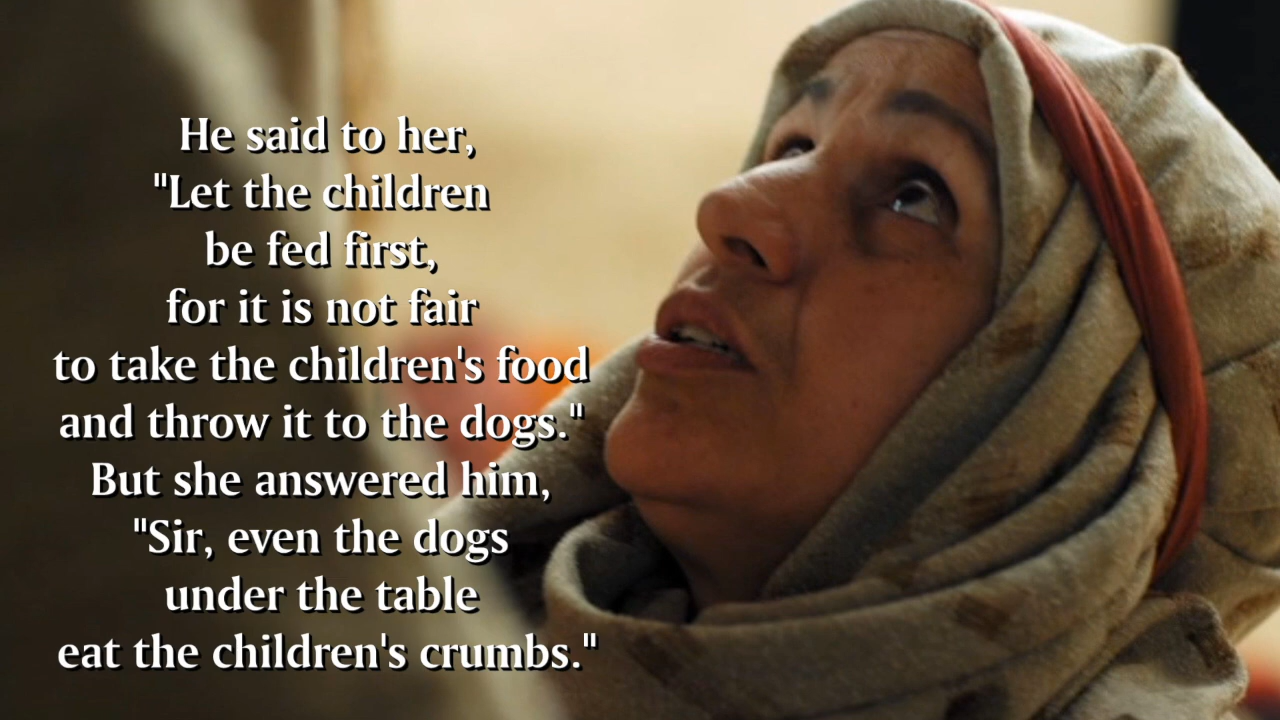 He said to her,
"Let the children
be fed first,
for it is not fair
to take the children's food
and throw it to the dogs."
But she answered him,
"Sir, even the dogs
under the table
eat the children's crumbs."